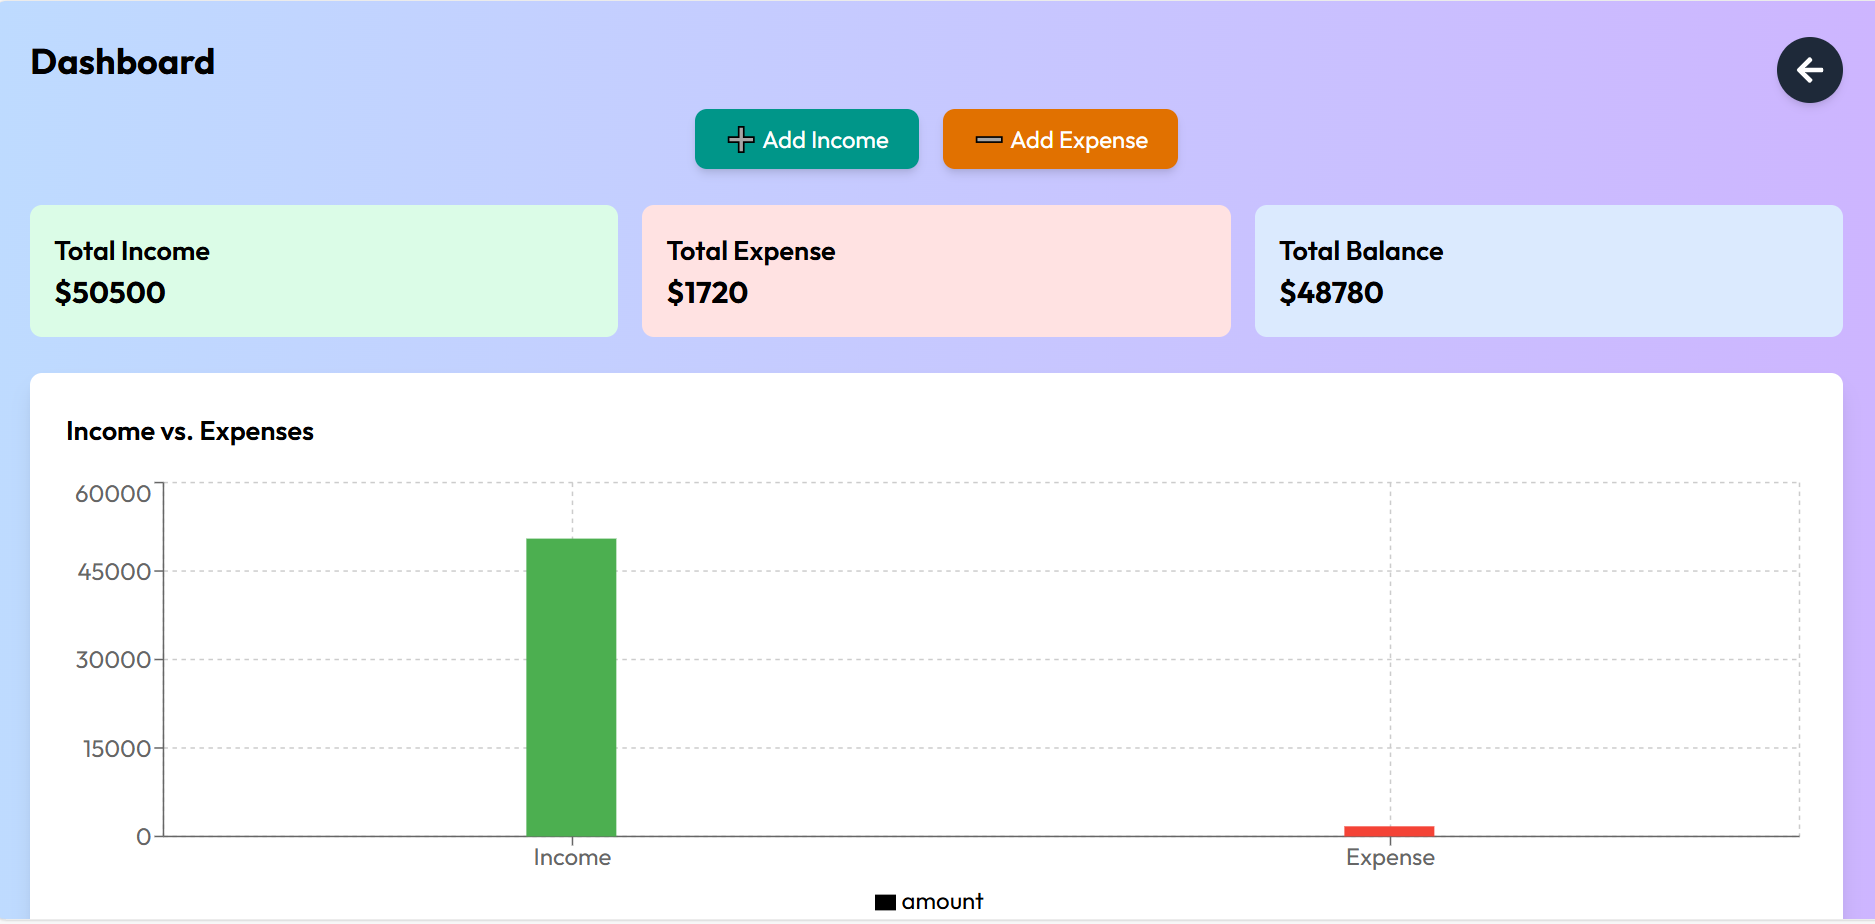 Dashboard
Add Income
Add Expense
Total Income
$50500
Total Expense
$1720
Total Balance
$48780
Income vs. Expenses
60000
45000
30000
15000
0
Income
Expense
amount